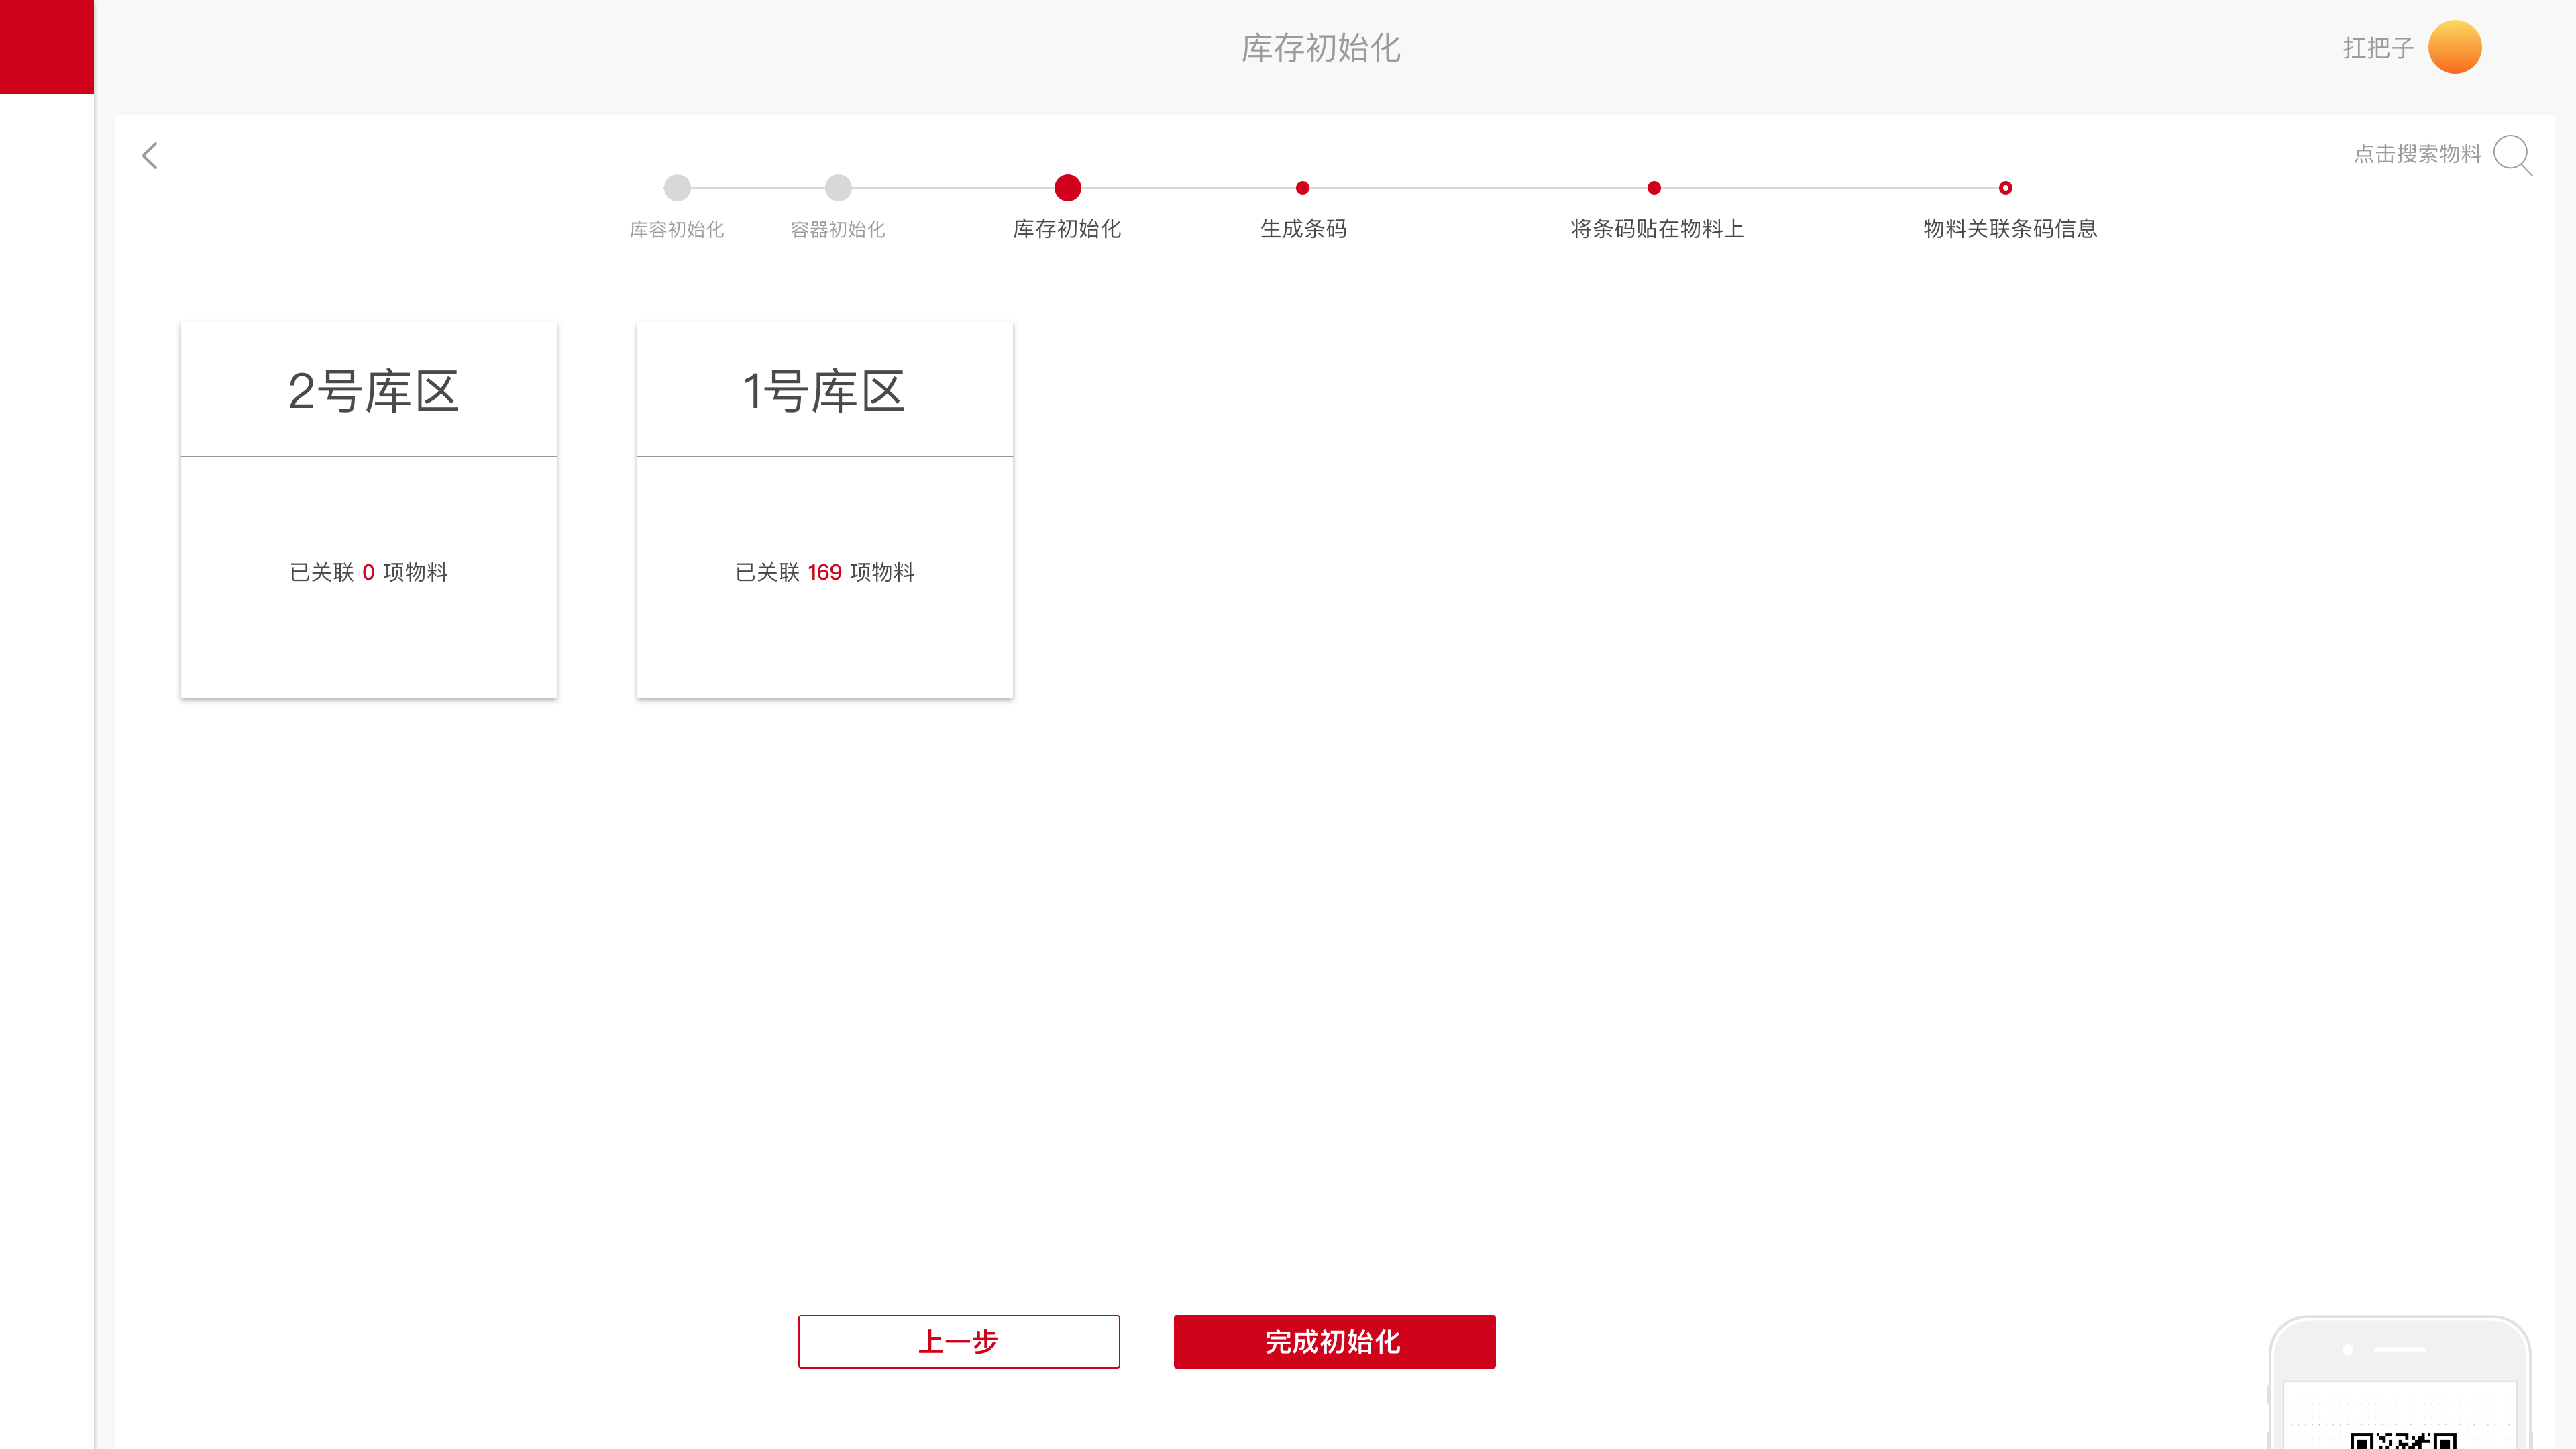 库存初始化
扛把子
点击搜索物料
库容初始化
容器初始化
库存初始化
生成条码
将条码贴在物料上
物料关联条码信息
2号库区
已关联 0 项物料
1号库区
已关联 169 项物料
上一步
完成初始化